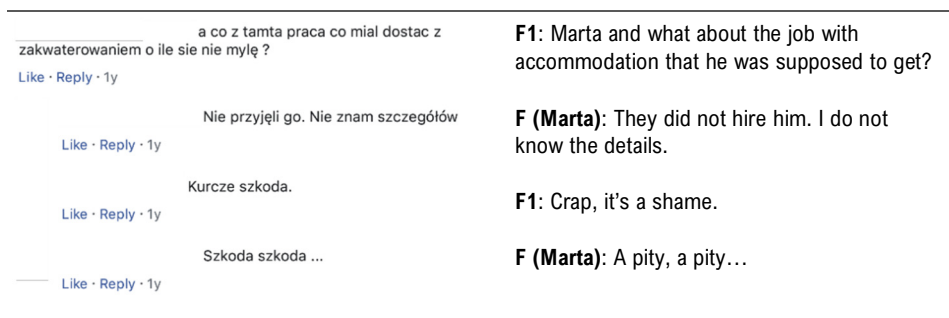 a co z tamta praca co mial dostac z
zakwaterowaniem o ile sie nie mylę ?
Like · Reply · 1y
Nie przyjęli go. Nie znam szczegółów
Like · Reply · 1y
Kurcze szkoda.
Like · Reply · 1y
Szkoda szkoda ...
Like · Reply · 1y
F1: Marta and what about the job with
accommodation that he was supposed to get?
F (Marta): They did not hire him. I do not
know the details.
F1: Crap, it's a shame.
F (Marta): A pity, a pity…